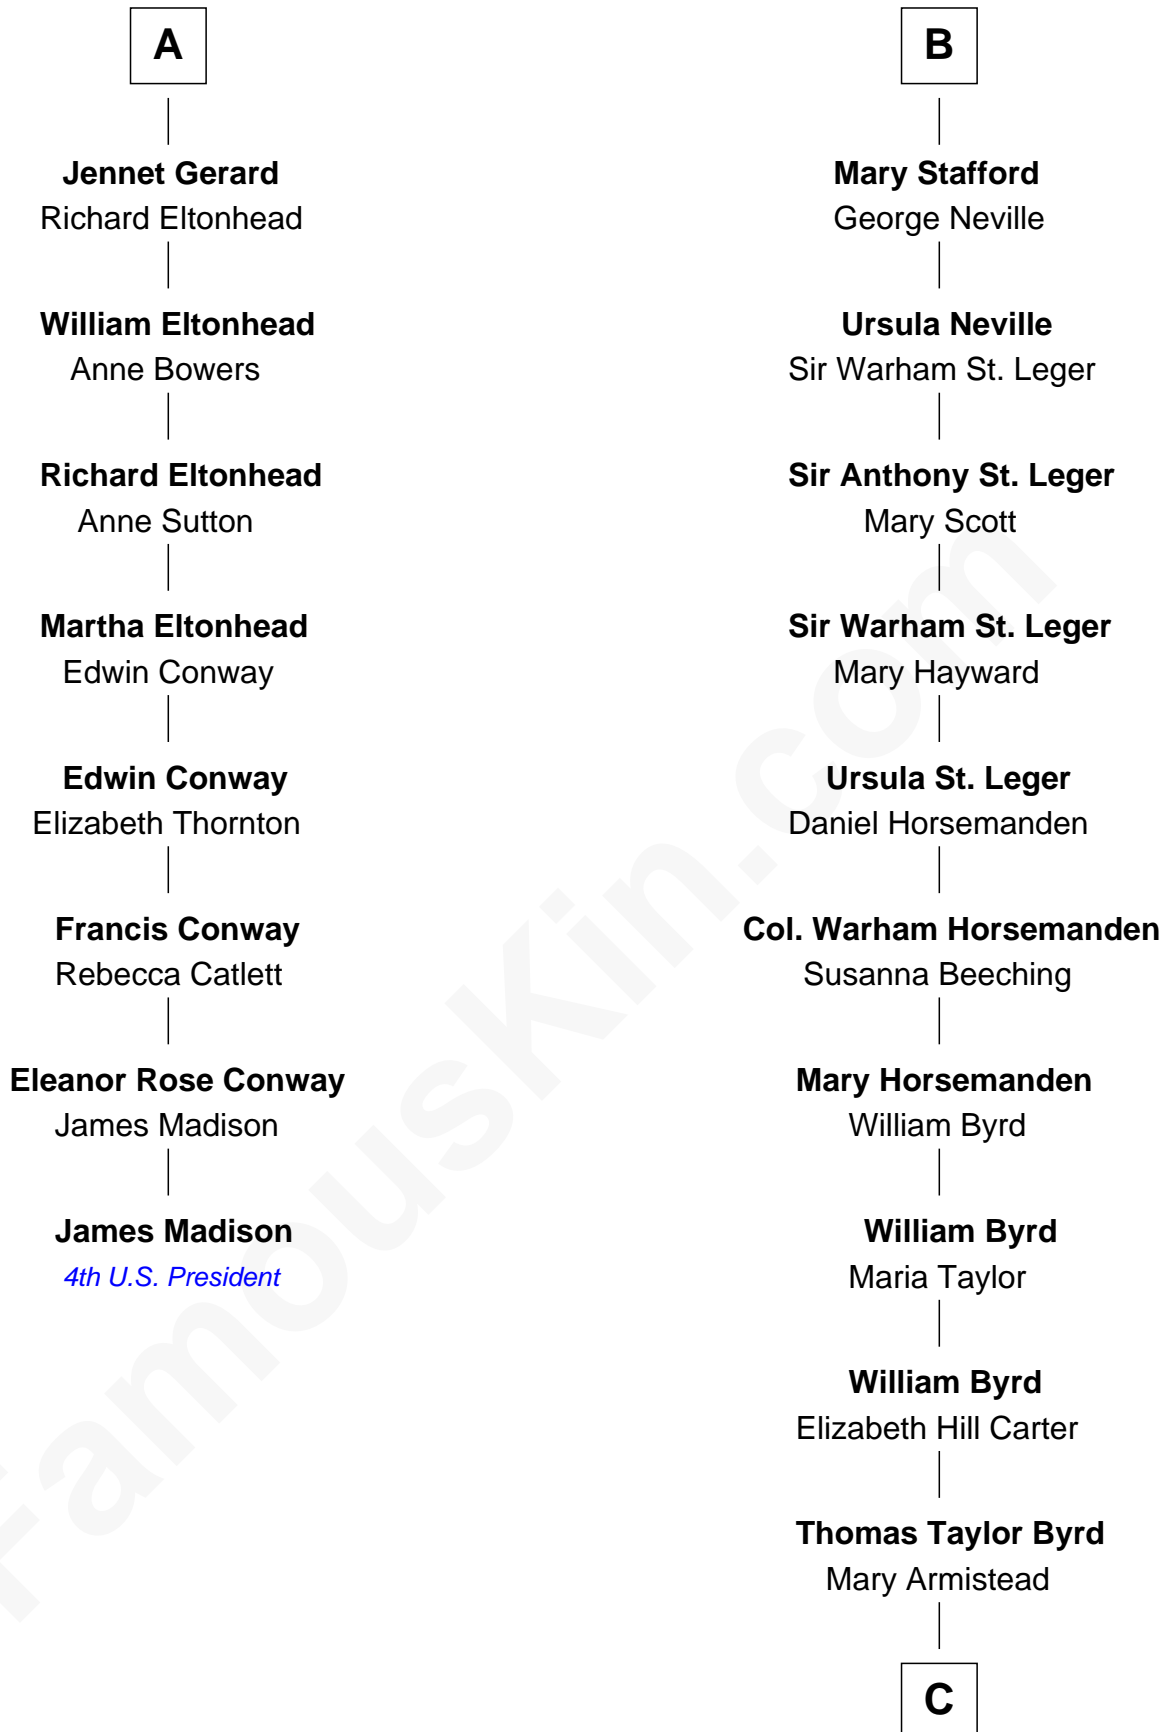 A
Jennet Gerard
Richard Eltonhead
William Eltonhead
Anne Bowers
Richard Eltonhead
Anne Sutton
Martha Eltonhead
Edwin Conway
Edwin Conway
Elizabeth Thornton
Francis Conway
Rebecca Catlett
Eleanor Rose Conway
James Madison
James Madison
4th U.S. President
B
Mary Stafford
George Neville
Ursula Neville
Sir Warham St. Leger
Sir Anthony St. Leger
Mary Scott
Sir Warham St. Leger
Mary Hayward
Ursula St. Leger
Daniel Horsemanden
Col. Warham Horsemanden
Susanna Beeching
Mary Horsemanden
William Byrd
William Byrd
Maria Taylor
William Byrd
Elizabeth Hill Carter
Thomas Taylor Byrd
Mary Armistead
C
FamousKin.com